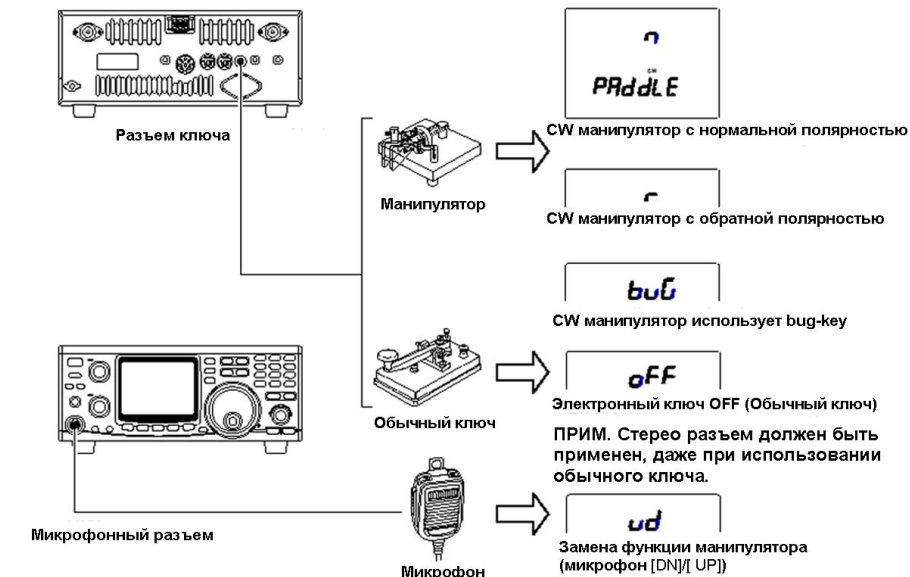 n
CW
PAddLE
CW манипулятор с нормальной полярностью
Разъем ключа
Манипулятор
r
CW манипулятор с обратной полярностью
buG
CW манипулятор использует bug-key
oFF
Электронный ключ OFF (Обычный ключ)
Обычный ключ
ПРИМ. Стерео разъем должен быть
применен, даже при использовании
обычного ключа.
Микрофонный разъем
Микрофон
ud
Замена функции манипулятора
(микрофон [DN]/[ UP])